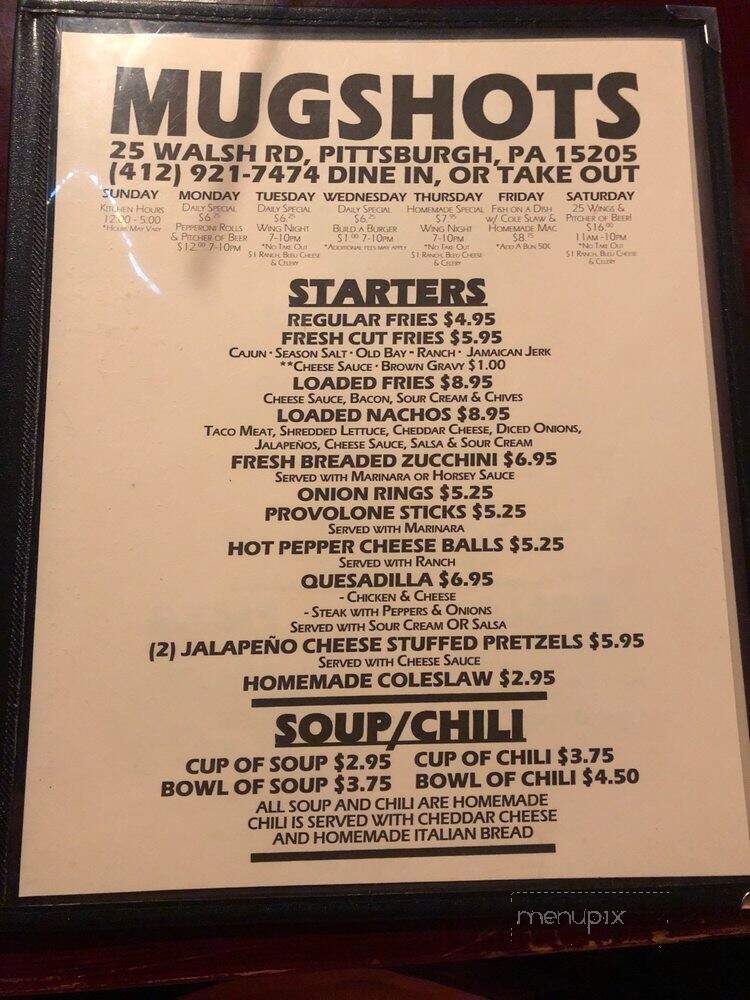 MUGSHOTS
25 WALSH RD, PITTSBURGH, PA 15205
(412) 921-7474 DINE IN, OR TAKE OUT
SUNDAY MONDAY TUESDAY WEDNESDAY THURSDAY FRIDAY SATURDAY
KITCHEN HOURS DAILY SPECIAL DAILY SPECIAL DAILY SPECIAL HOMEMADE SPECIAL FISH ON A DISH 25 WINGS &
12:00 - 5:00 $6.25 $6.25 $6.25 $7.95 W/ COLE SLAW & PITCHER OF BEER!
*HOURS MAY VARY PEPPERONI ROLLS WING NIGHT BUILD A BURGER WING NIGHT HOMEMADE MAC $16.00
& PITCHER OF BEER 7-10PM $1.00 7-10PM 7-10PM $8.75 11AM -10PM
$12.00 7-10PM *NO TAKE OUT *ADDITIONAL FEES MAY APPLY *NO TAKE OUT *ADD A BUN 50¢ *NO TAKE OUT
$1 RANCH, BLEU CHEESE $1 RANCH, BLEU CHEESE $1 RANCH, BLEU CHEESE
& CELERY & CELERY & CELERY
STARTERS
REGULAR FRIES $4.95
FRESH CUT FRIES $5.95
CAJUN · SEASON SALT · OLD BAY - RANCH · JAMAICAN JERK
**CHEESE SAUCE · BROWN GRAVY $1.00
LOADED FRIES $8.95
CHEESE SAUCE, BACON, SOUR CREAM & CHIVES
LOADED NACHOS $8.95
TACO MEAT, SHREDDED LETTUCE, CHEDDAR CHEESE, DICED ONIONS,
JALAPEÑOS, CHEESE SAUCE, SALSA & SOUR CREAM
FRESH BREADED ZUCCHINI $6.95
SERVED WITH MARINARA OR HORSEY SAUCE
ONION RINGS $5.25
PROVOLONE STICKS $5.25
SERVED WITH MARINARA
HOT PEPPER CHEESE BALLS $5.25
SERVED WITH RANCH
QUESADILLA $6.95
- CHICKEN & CHEESE
- STEAK WITH PEPPERS & ONIONS
SERVED WITH SOUR CREAM OR SALSA
(2) JALAPEÑO CHEESE STUFFED PRETZELS $5.95
SERVED WITH CHEESE SAUCE
HOMEMADE COLESLAW $2.95
SOUP/CHILI
CUP OF SOUP $2.95 CUP OF CHILI $3.75
BOWL OF SOUP $3.75 BOWL OF CHILI $4.50
ALL SOUP AND CHILI ARE HOMEMADE
CHILI IS SERVED WITH CHEDDAR CHEESE
AND HOMEMADE ITALIAN BREAD
menupix